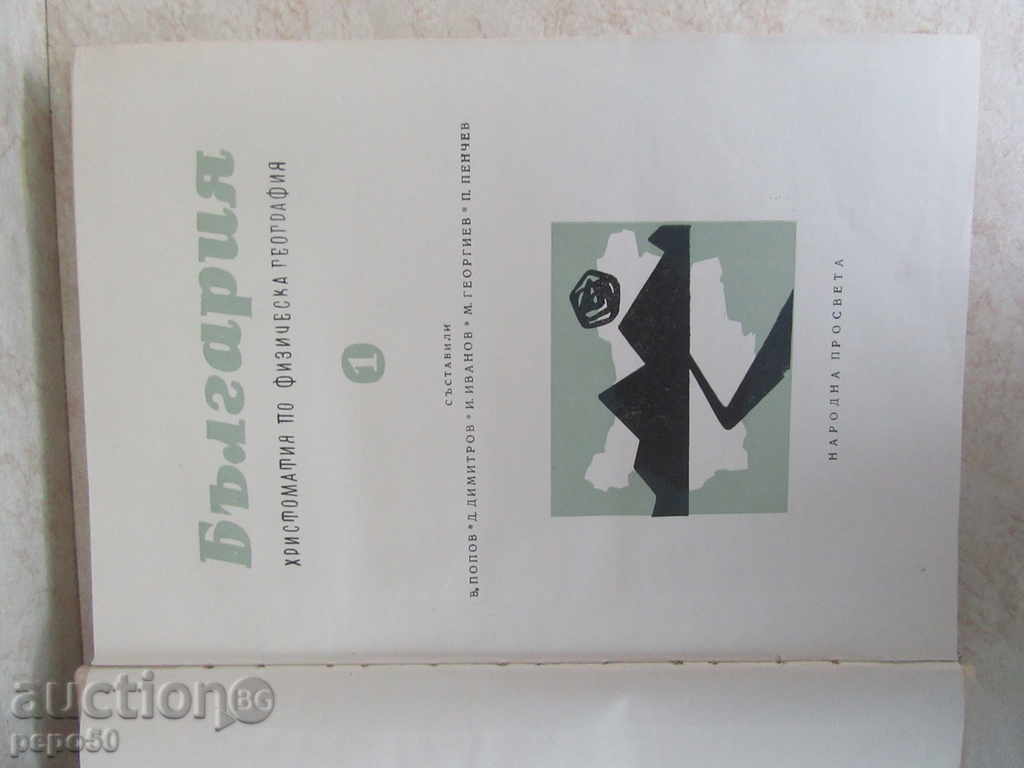 България
ХРИСТОМАТИЯ ПО ФИЗИЧЕСКА ГЕОГРАФИЯ
1
СЪСТАВИЛИ
В. ПОПОВ * Д. ДИМИТРОВ * И. ИВАНОВ * М. ГЕОРГИЕВ * П. ПЕНЧЕВ
НАРОДНА ПРОСВЕТА
auction BG
pepo50